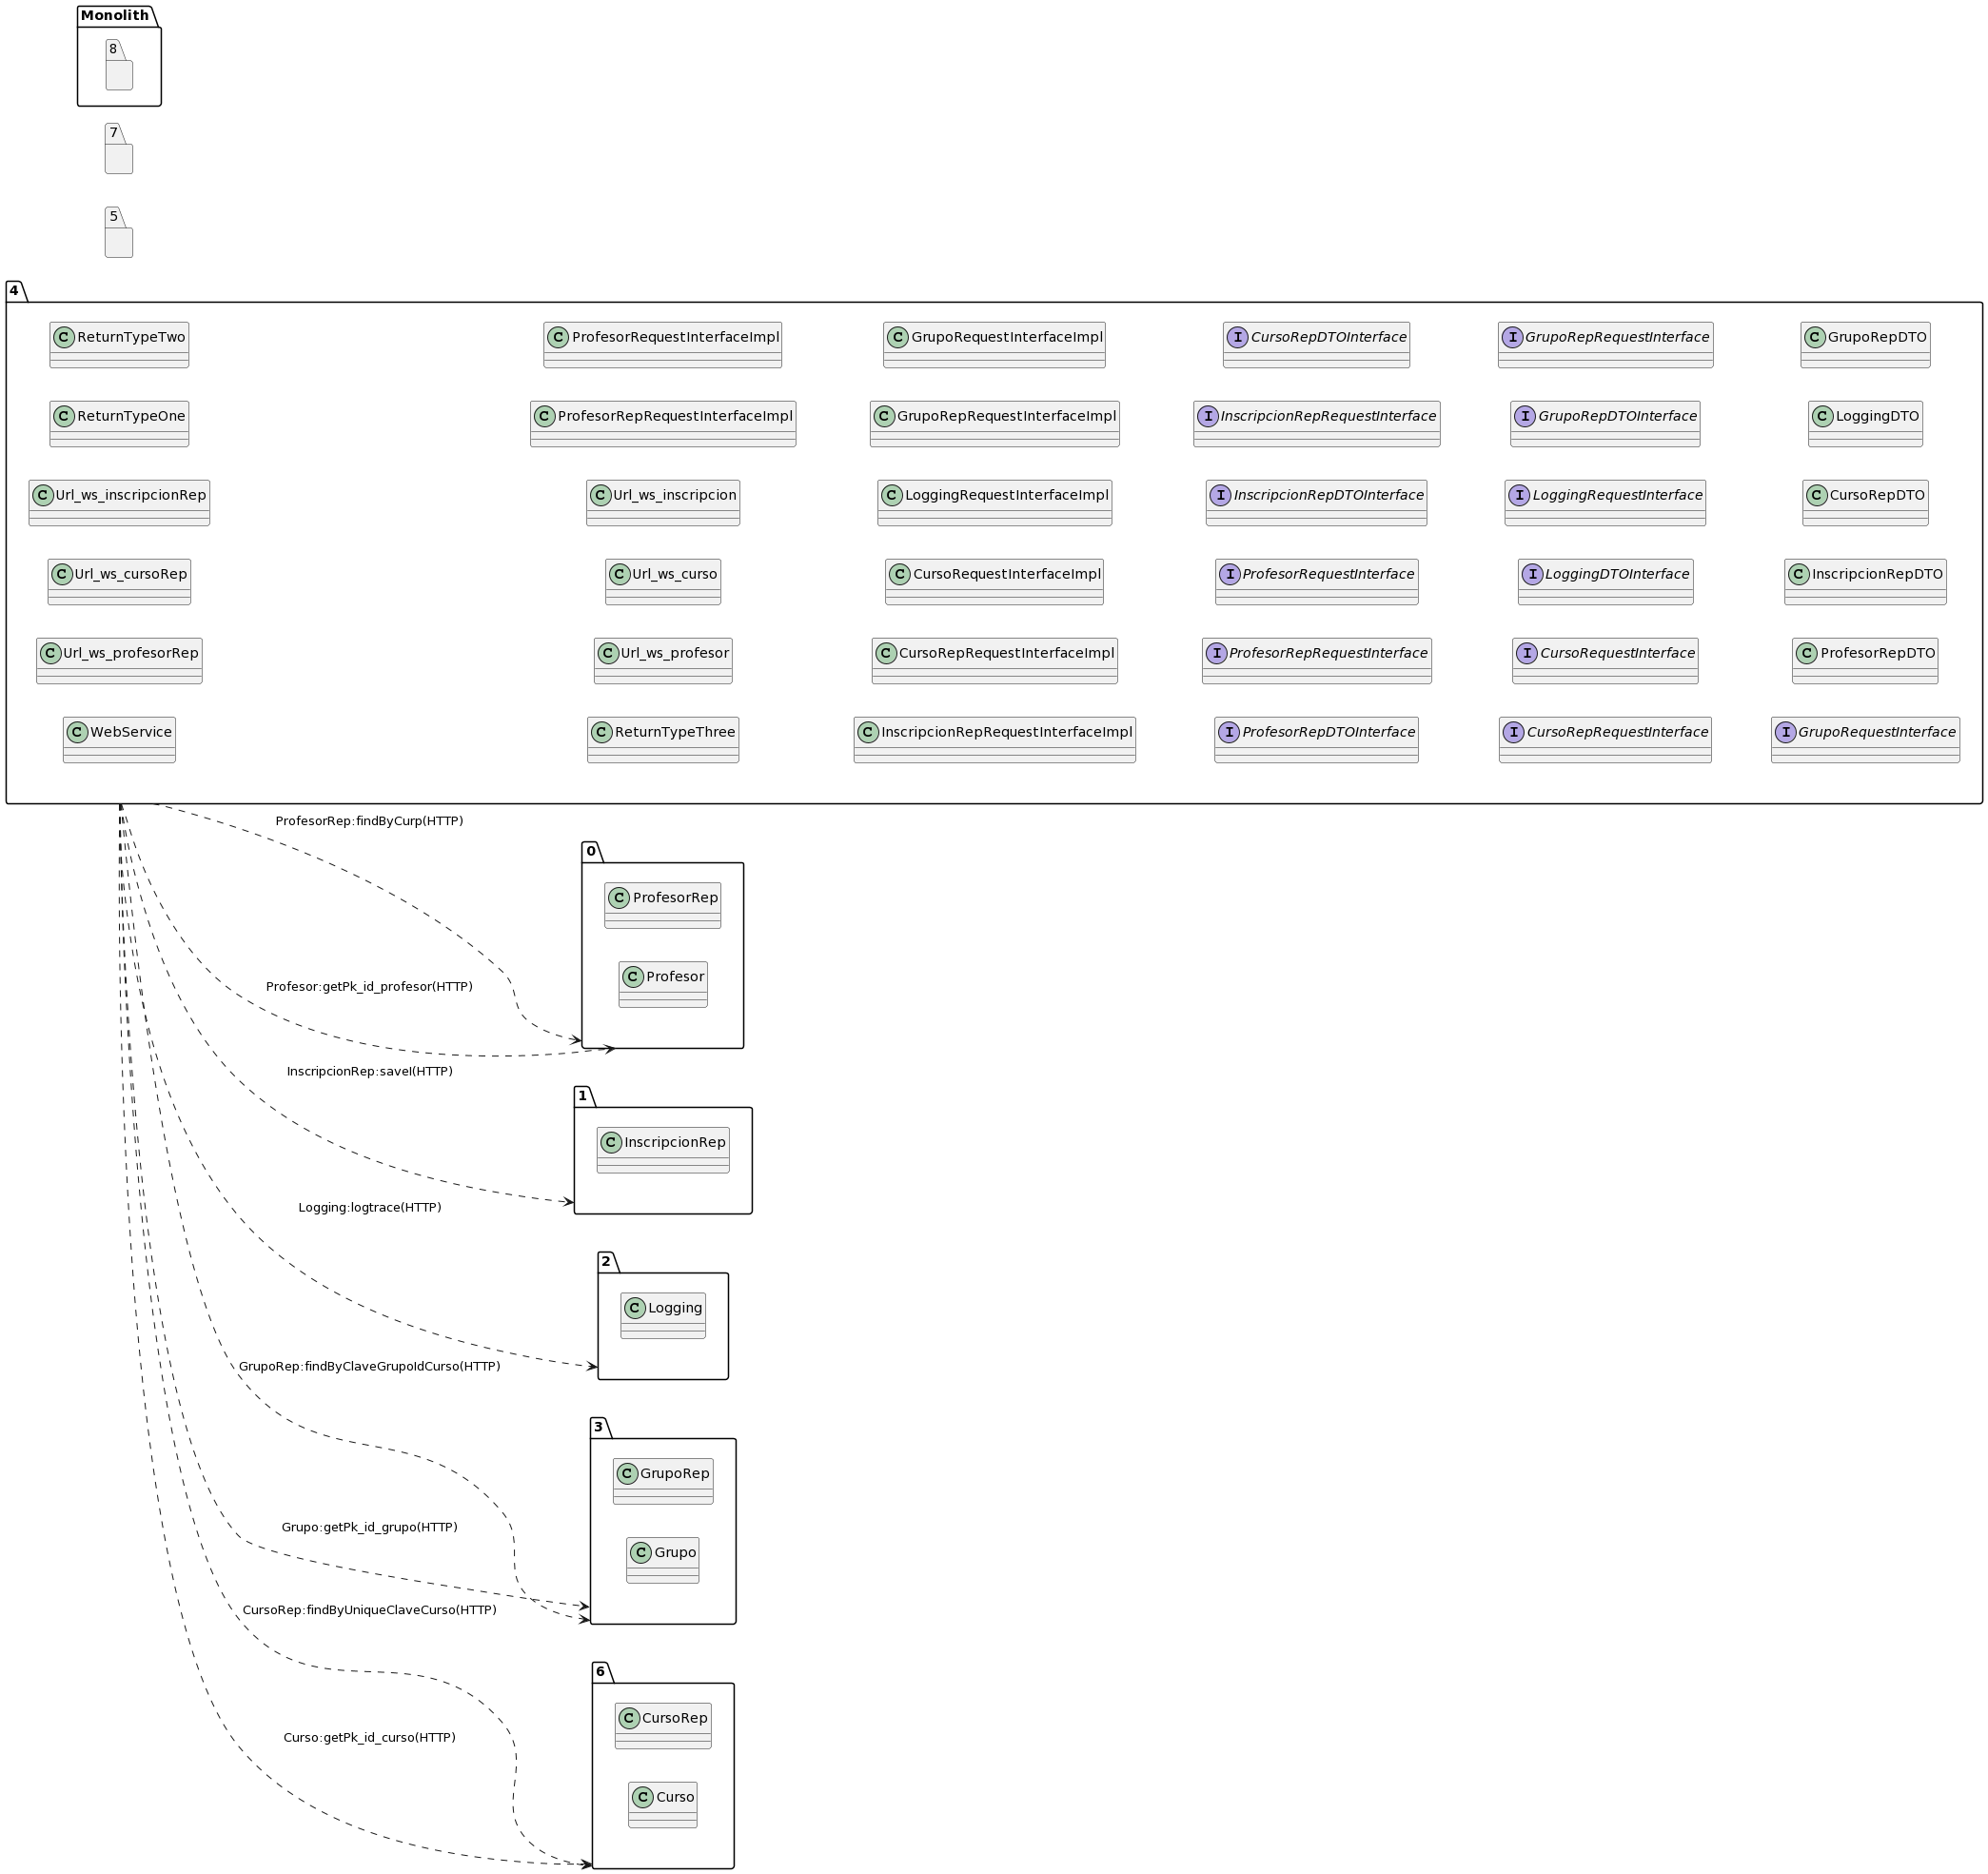 Monolith
8
7
5
4
C ReturnTypeTwo
C ProfesorRequestInterfaceImpl
C GrupoRequestInterfaceImpl
I CursoRepDTOInterface
I GrupoRepRequestInterface
C GrupoRepDTO
C ReturnTypeOne
C ProfesorRepRequestInterfaceImpl
C GrupoRepRequestInterfaceImpl
I InscripcionRepRequestInterface
I GrupoRepDTOInterface
C LoggingDTO
C Url_ws_inscripcionRep
C Url_ws_inscripcion
C LoggingRequestInterfaceImpl
I InscripcionRepDTOInterface
I LoggingRequestInterface
C CursoRepDTO
C Url_ws_cursoRep
C Url_ws_curso
C CursoRequestInterfaceImpl
I ProfesorRequestInterface
I LoggingDTOInterface
C InscripcionRepDTO
C Url_ws_profesorRep
C Url_ws_profesor
C CursoRepRequestInterfaceImpl
I ProfesorRepRequestInterface
I CursoRequestInterface
C ProfesorRepDTO
C WebService
C ReturnTypeThree
C InscripcionRepRequestInterfaceImpl
I ProfesorRepDTOInterface
I CursoRepRequestInterface
I GrupoRequestInterface
ProfesorRep:findByCurp(HTTP)
0
C ProfesorRep
C Profesor
Profesor:getPk_id_profesor(HTTP)
InscripcionRep:saveI(HTTP)
1
C InscripcionRep
Logging:logtrace(HTTP)
2
C Logging
GrupoRep:findByClaveGrupoIdCurso(HTTP)
3
C GrupoRep
Grupo:getPk_id_grupo(HTTP)
C Grupo
CursoRep:findByUniqueClaveCurso(HTTP)
6
C CursoRep
Curso:getPk_id_curso(HTTP)
C Curso